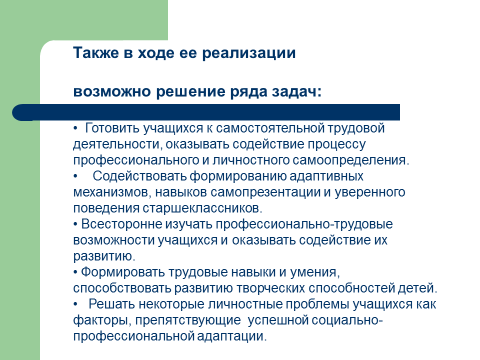 Также в ходе ее реализации
возможно решение ряда задач:
• Готовить учащихся к самостоятельной трудовой
деятельности, оказывать содействие процессу
профессионального и личностного самоопределения.
• Содействовать формированию адаптивных
механизмов, навыков самопрезентации и уверенного
поведения старшеклассников.
• Всесторонне изучать профессионально-трудовые
возможности учащихся и оказывать содействие их
развитию.
• Формировать трудовые навыки и умения,
способствовать развитию творческих способностей детей.
• Решать некоторые личностные проблемы учащихся как
факторы, препятствующие успешной социально-
профессиональной адаптации.